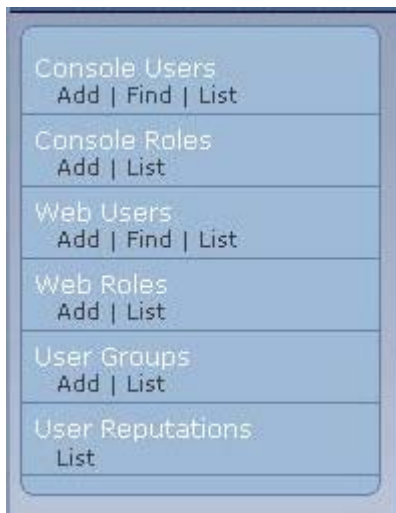 Console Users
Add | Find | List
Console Roles
Add | List
Web Users
Add | Find | List
Web Roles
Add | List
User Groups
Add | List
User Reputations
List